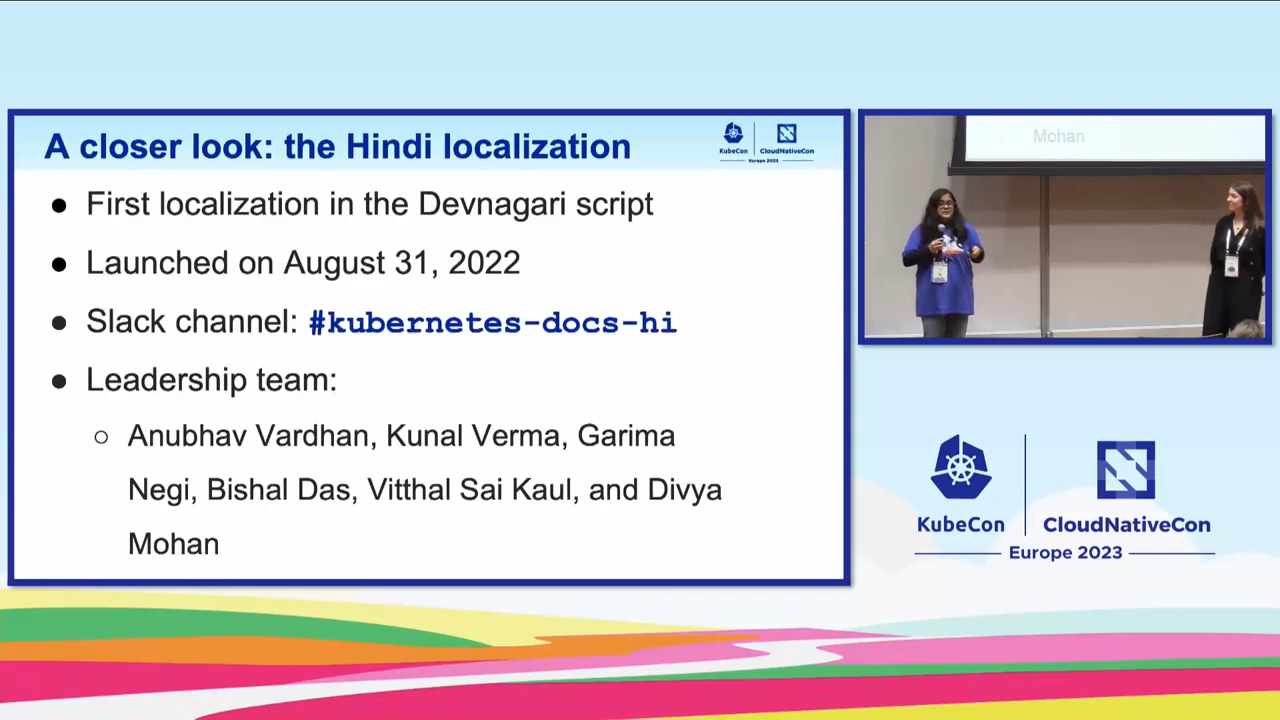 A closer look: the Hindi localization
KubeCon
CloudNativeCon
Europe 2023
● First localization in the Devnagari script
● Launched on August 31, 2022
● Slack channel: #kubernetes-docs-hi
● Leadership team:
○ Anubhav Vardhan, Kunal Verma, Garima
Negi, Bishal Das, Vitthal Sai Kaul, and Divya
Mohan
Mohan
KubeCon
CloudNativeCon
Europe 2023